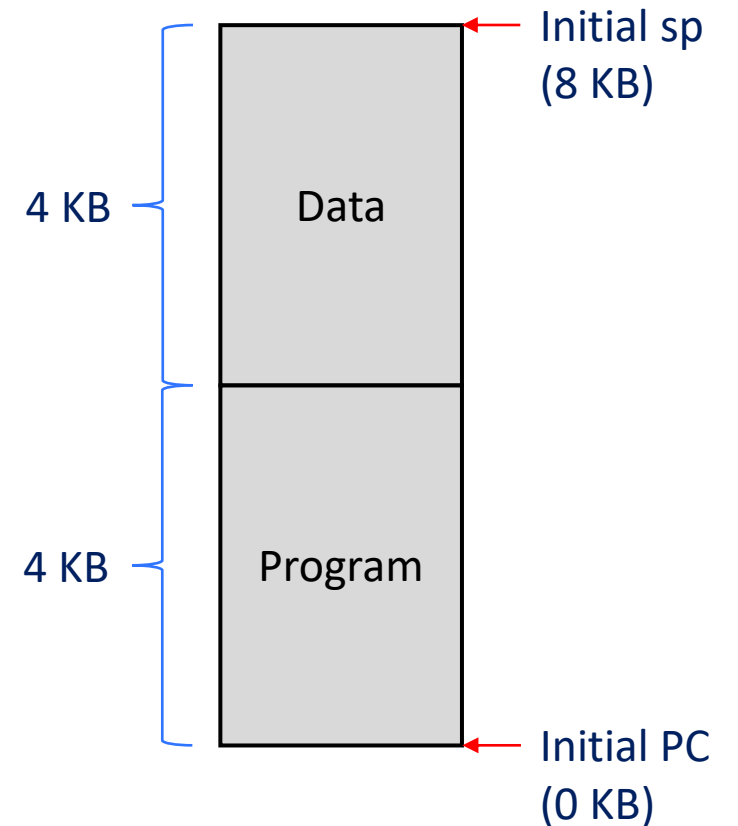 Initial sp
(8 KB)
4 KB
Data
4 KB
Program
Initial PC
(0 KB)